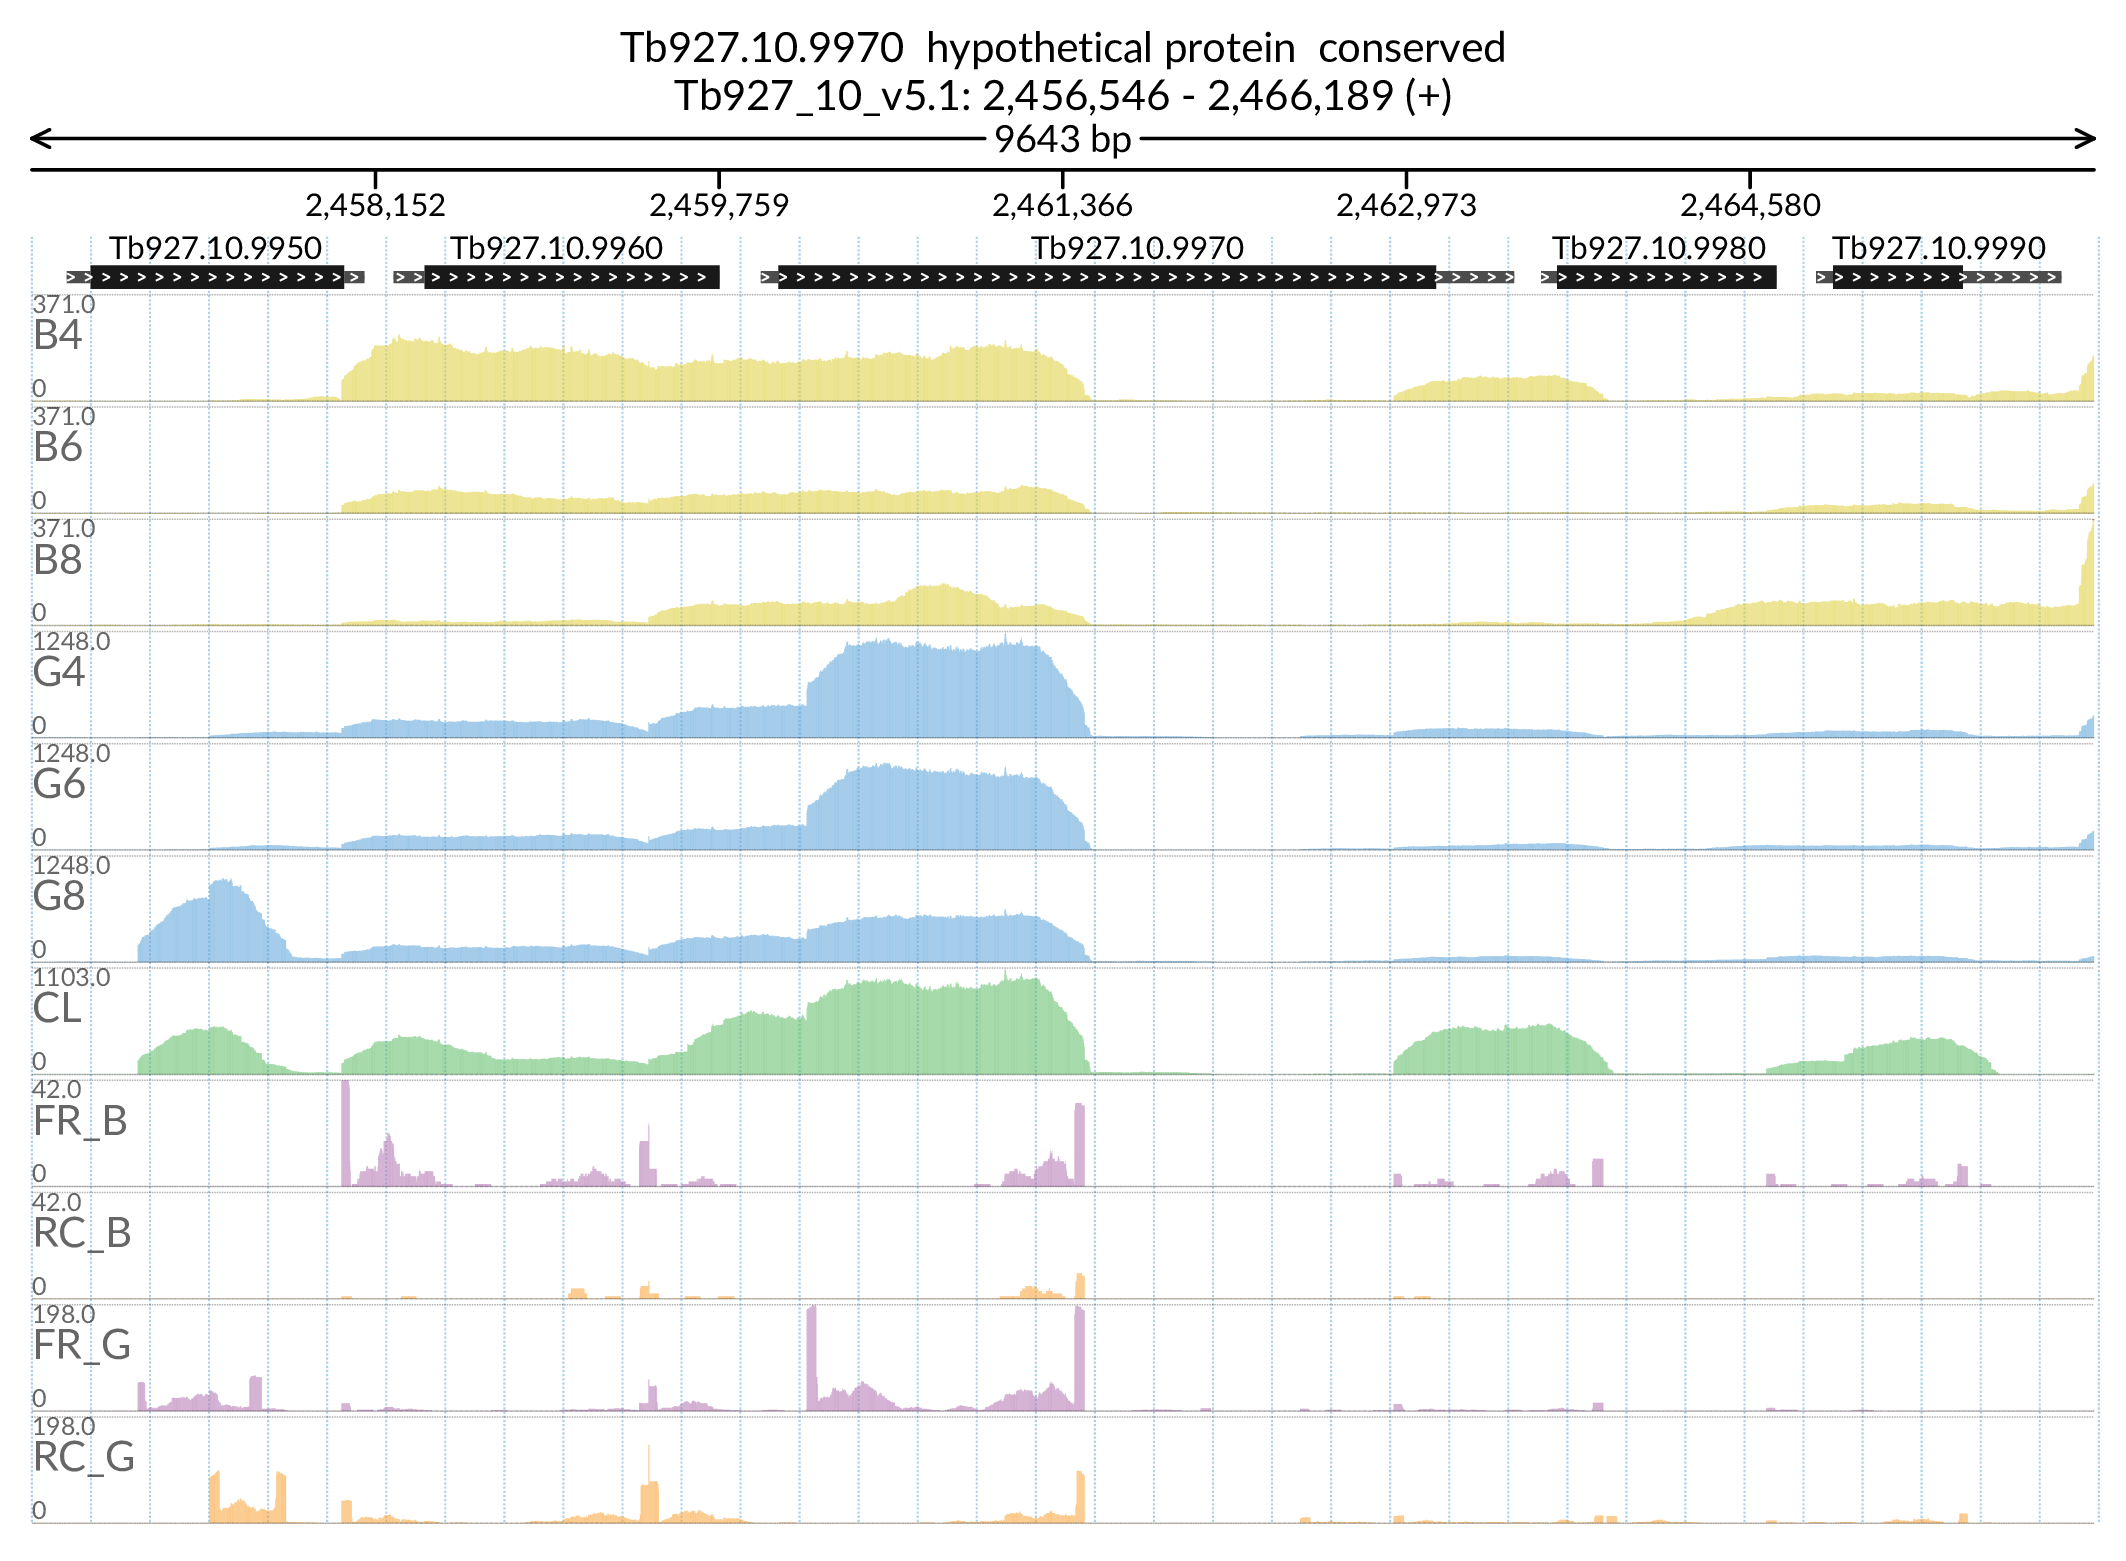 Tb927.10.9970  hypothetical protein  conserved
Tb927_10_v5.1: 2,456,546 - 2,466,189 (+)
9643 bp
2,458,152 2,459,759 2,461,366 2,462,973 2,464,580
Tb927.10.9950 Tb927.10.9960 Tb927.10.9970 Tb927.10.9980 Tb927.10.9990
371.0
B4
0
371.0
B6
0
371.0
B8
0
1248.0
G4
0
1248.0
G6
0
1248.0
G8
0
1103.0
CL
0
42.0
FR_B
0
42.0
RC_B
0
198.0
FR_G
0
198.0
RC_G
0